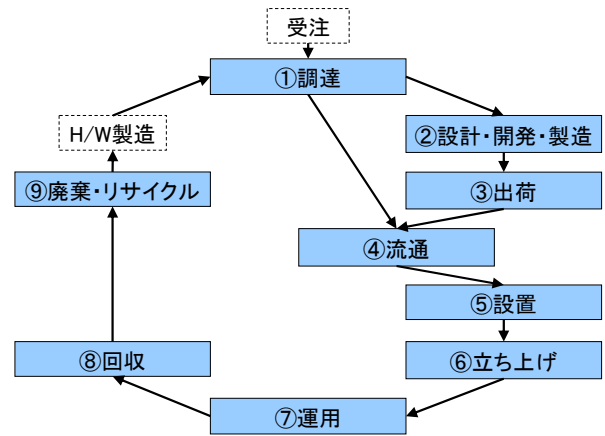 受注
①調達
②設計・開発・製造
③出荷
④流通
⑤設置
⑥立ち上げ
⑦運用
⑧回収
⑨廃棄・リサイクル
H/W製造